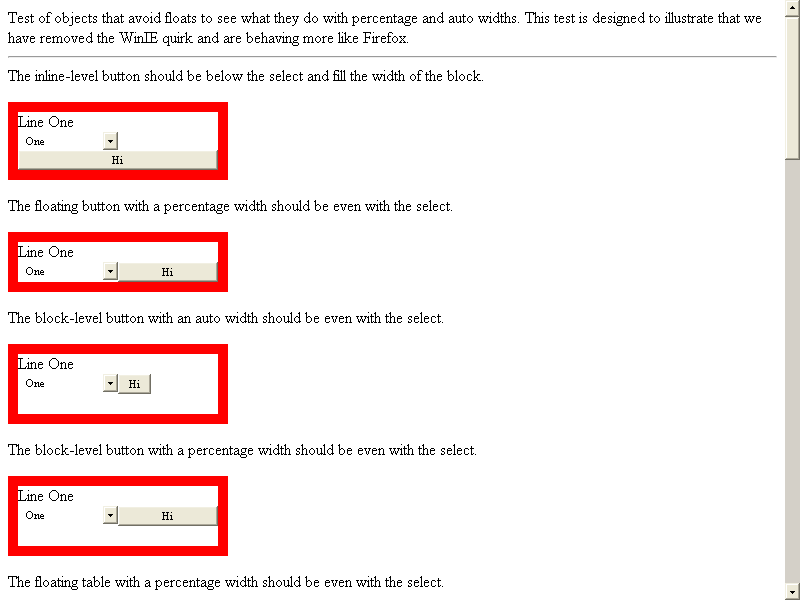 Test of objects that avoid floats to see what they do with percentage and auto widths. This test is designed to illustrate that we
have removed the WinIE quirk and are behaving more like Firefox.
The inline-level button should be below the select and fill the width of the block.
Line One
One
Hi
The floating button with a percentage width should be even with the select.
Line One
One Hi
The block-level button with an auto width should be even with the select.
Line One
One Hi
The block-level button with a percentage width should be even with the select.
Line One
One Hi
The floating table with a percentage width should be even with the select.